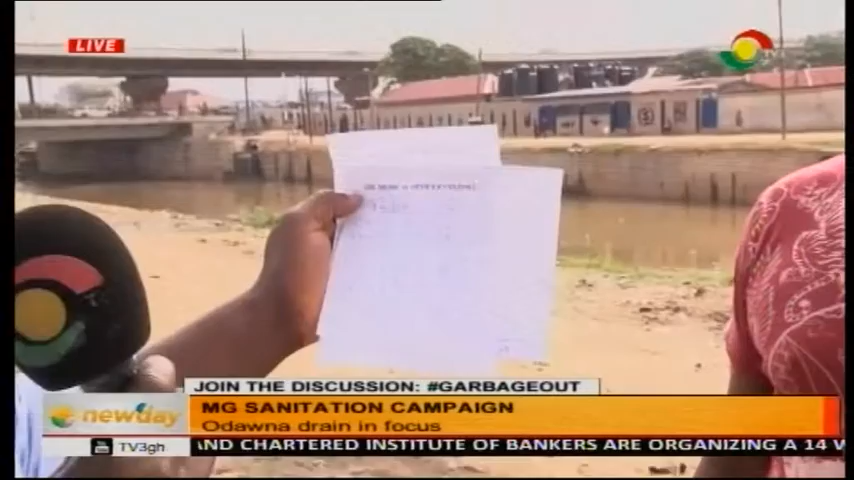 LIVE
JOIN THE DISCUSSION: #GARBAGEOUT
newday
MG SANITATION CAMPAIGN
Odawna drain in focus
TV3gh
AND CHARTERED INSTITUTE OF BANKERS ARE ORGANIZING A 14